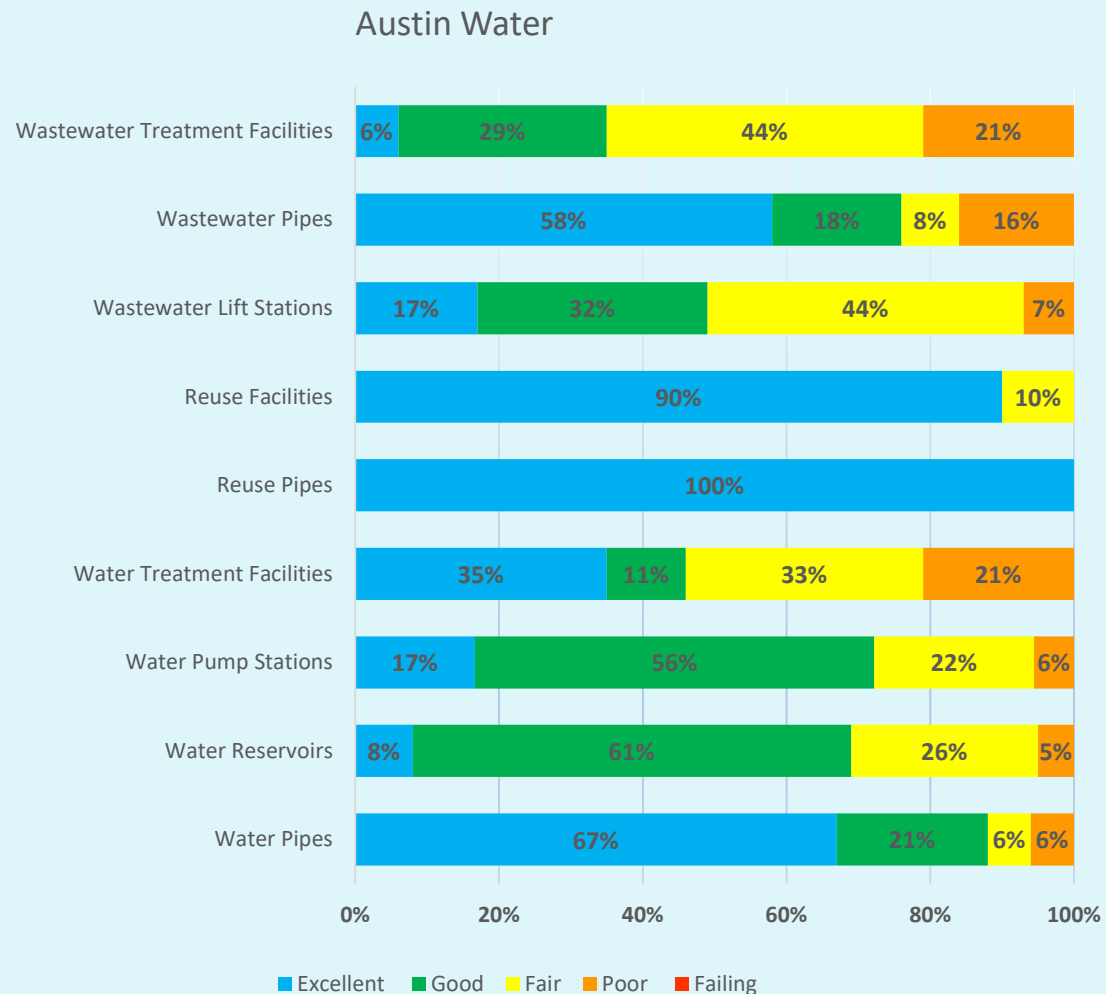 Austin Water
Wastewater Treatment Facilities 6% 29% 44% 21%
Wastewater Pipes 58% 18% 8% 16%
Wastewater Lift Stations 17% 32% 44% 7%
Reuse Facilities 90% 10%
Reuse Pipes 100%
Water Treatment Facilities 35% 11% 33% 21%
Water Pump Stations 17% 56% 22% 6%
Water Reservoirs 8% 61% 26% 5%
Water Pipes 67% 21% 6% 6%
0% 20% 40% 60% 80% 100%
Excellent Good Fair Poor Failing